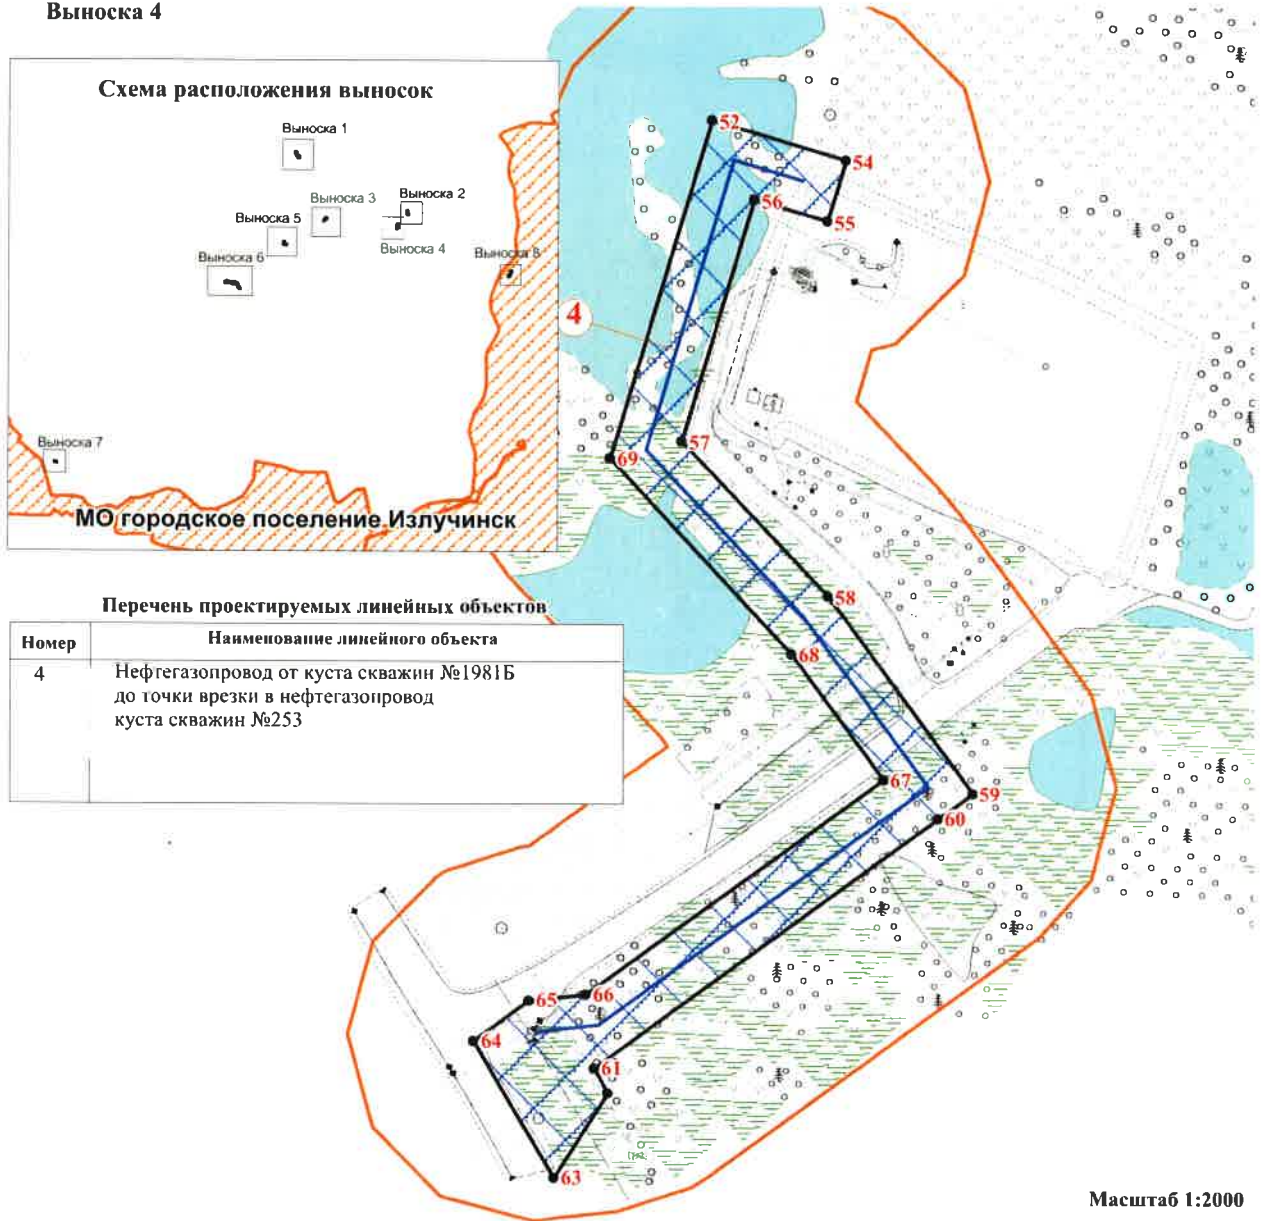 Выноска 4
Схема расположения выносок
Выноска 1
Выноска 3
Выноска 2
Выноска 5
Выноска 4
Выноска 6
Выноска 8
Выноска 7
МО городское поселение Излучинск
Перечень проектируемых линейных объектов
Номер
Наименование линейного объекта
4
Нефтегазопровод от куста скважин №1981Б
до точки врезки в нефтегазопровод
куста скважин №253
52
54
56
55
4
57
69
58
68
67
59
60
66
65
64
61
63
Масштаб 1:2000